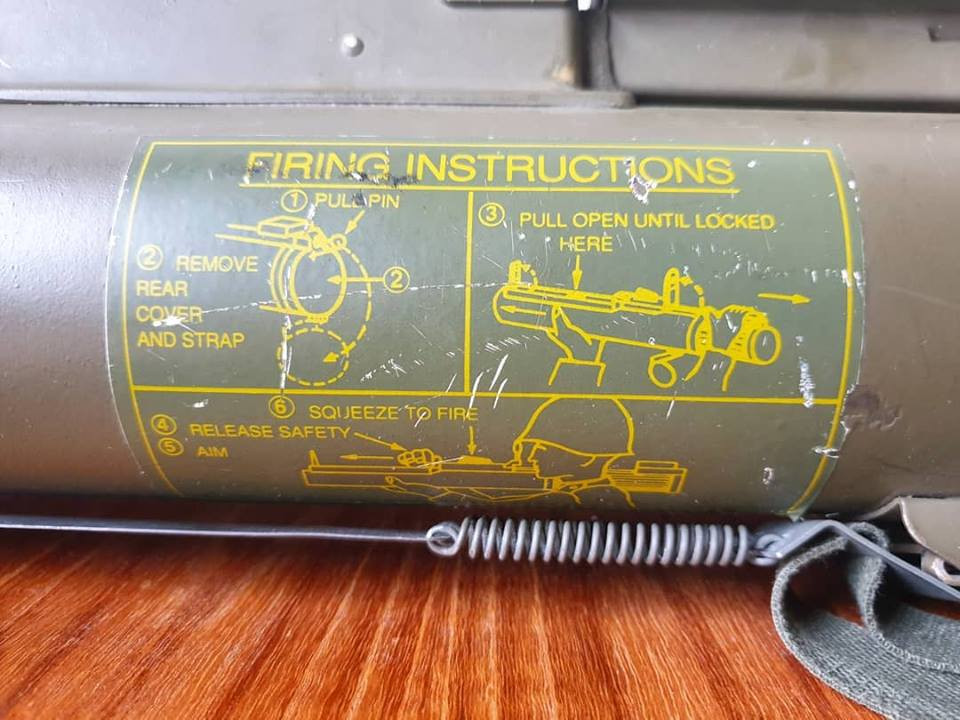 FIRING INSTRUCTIONS
① PULL PIN
② REMOVE
REAR
COVER
AND STRAP
②
③ PULL OPEN UNTIL LOCKED
HERE
⑥ SQUEEZE TO FIRE
④ RELEASE SAFETY
⑤ AIM